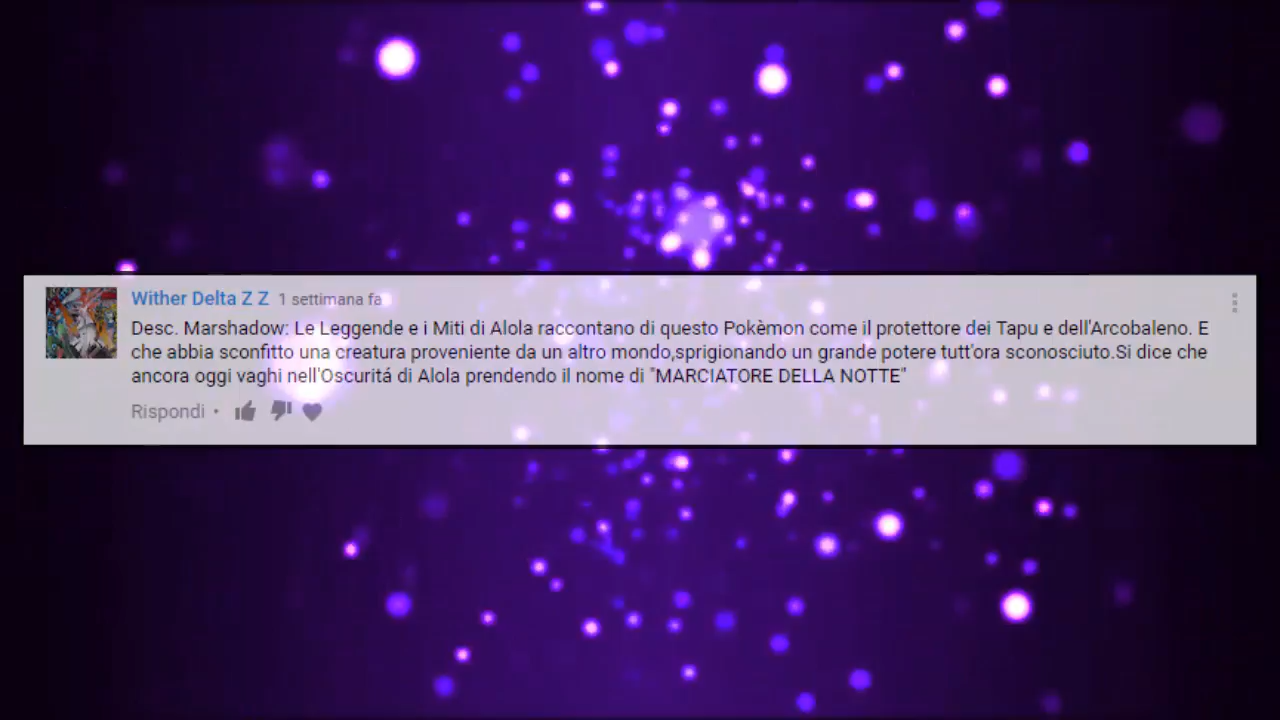 Wither Delta Z Z 1 settimana fa
Desc. Marshadow: Le Leggende e i Miti di Alola raccontano di questo Pokèmon come il protettore dei Tapu e dell'Arcobaleno. E
che abbia sconfitto una creatura proveniente da un altro mondo,sprigionando un grande potere tutt'ora sconosciuto.Si dice che
ancora oggi vaghi nell'Oscuritá di Alola prendendo il nome di "MARCIATORE DELLA NOTTE"
Rispondi •